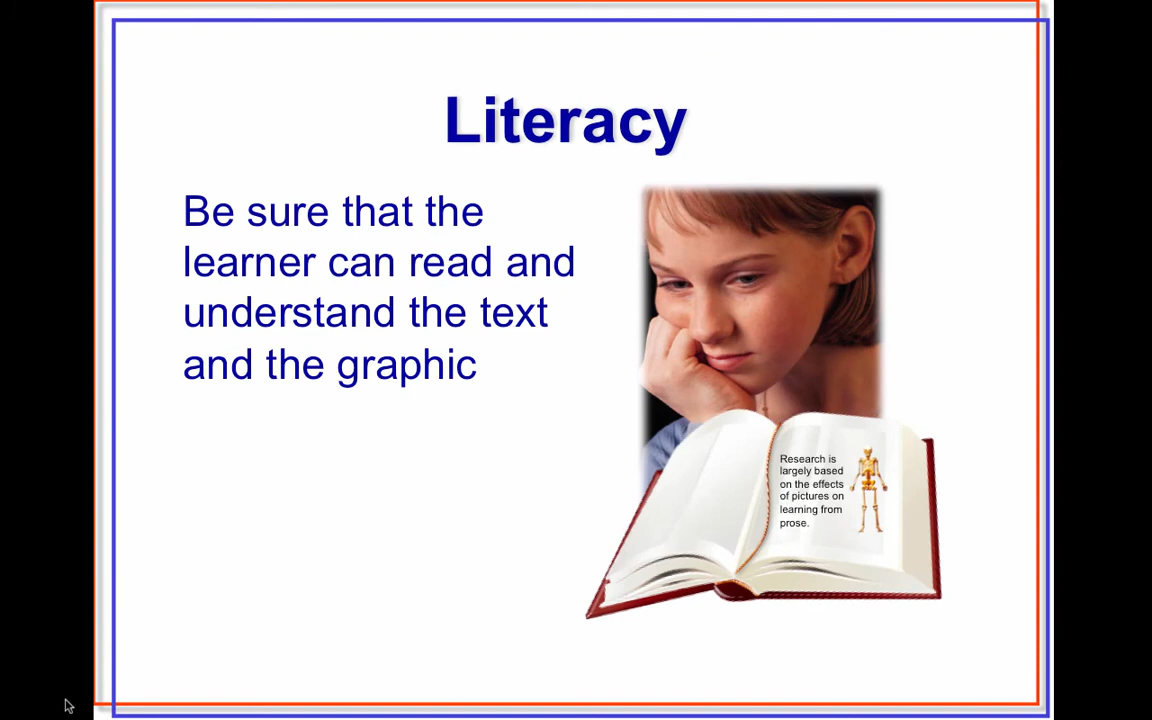 Literacy
Be sure that the
learner can read and
understand the text
and the graphic
Research is
largely based
on the effects
of pictures on
learning from
prose.